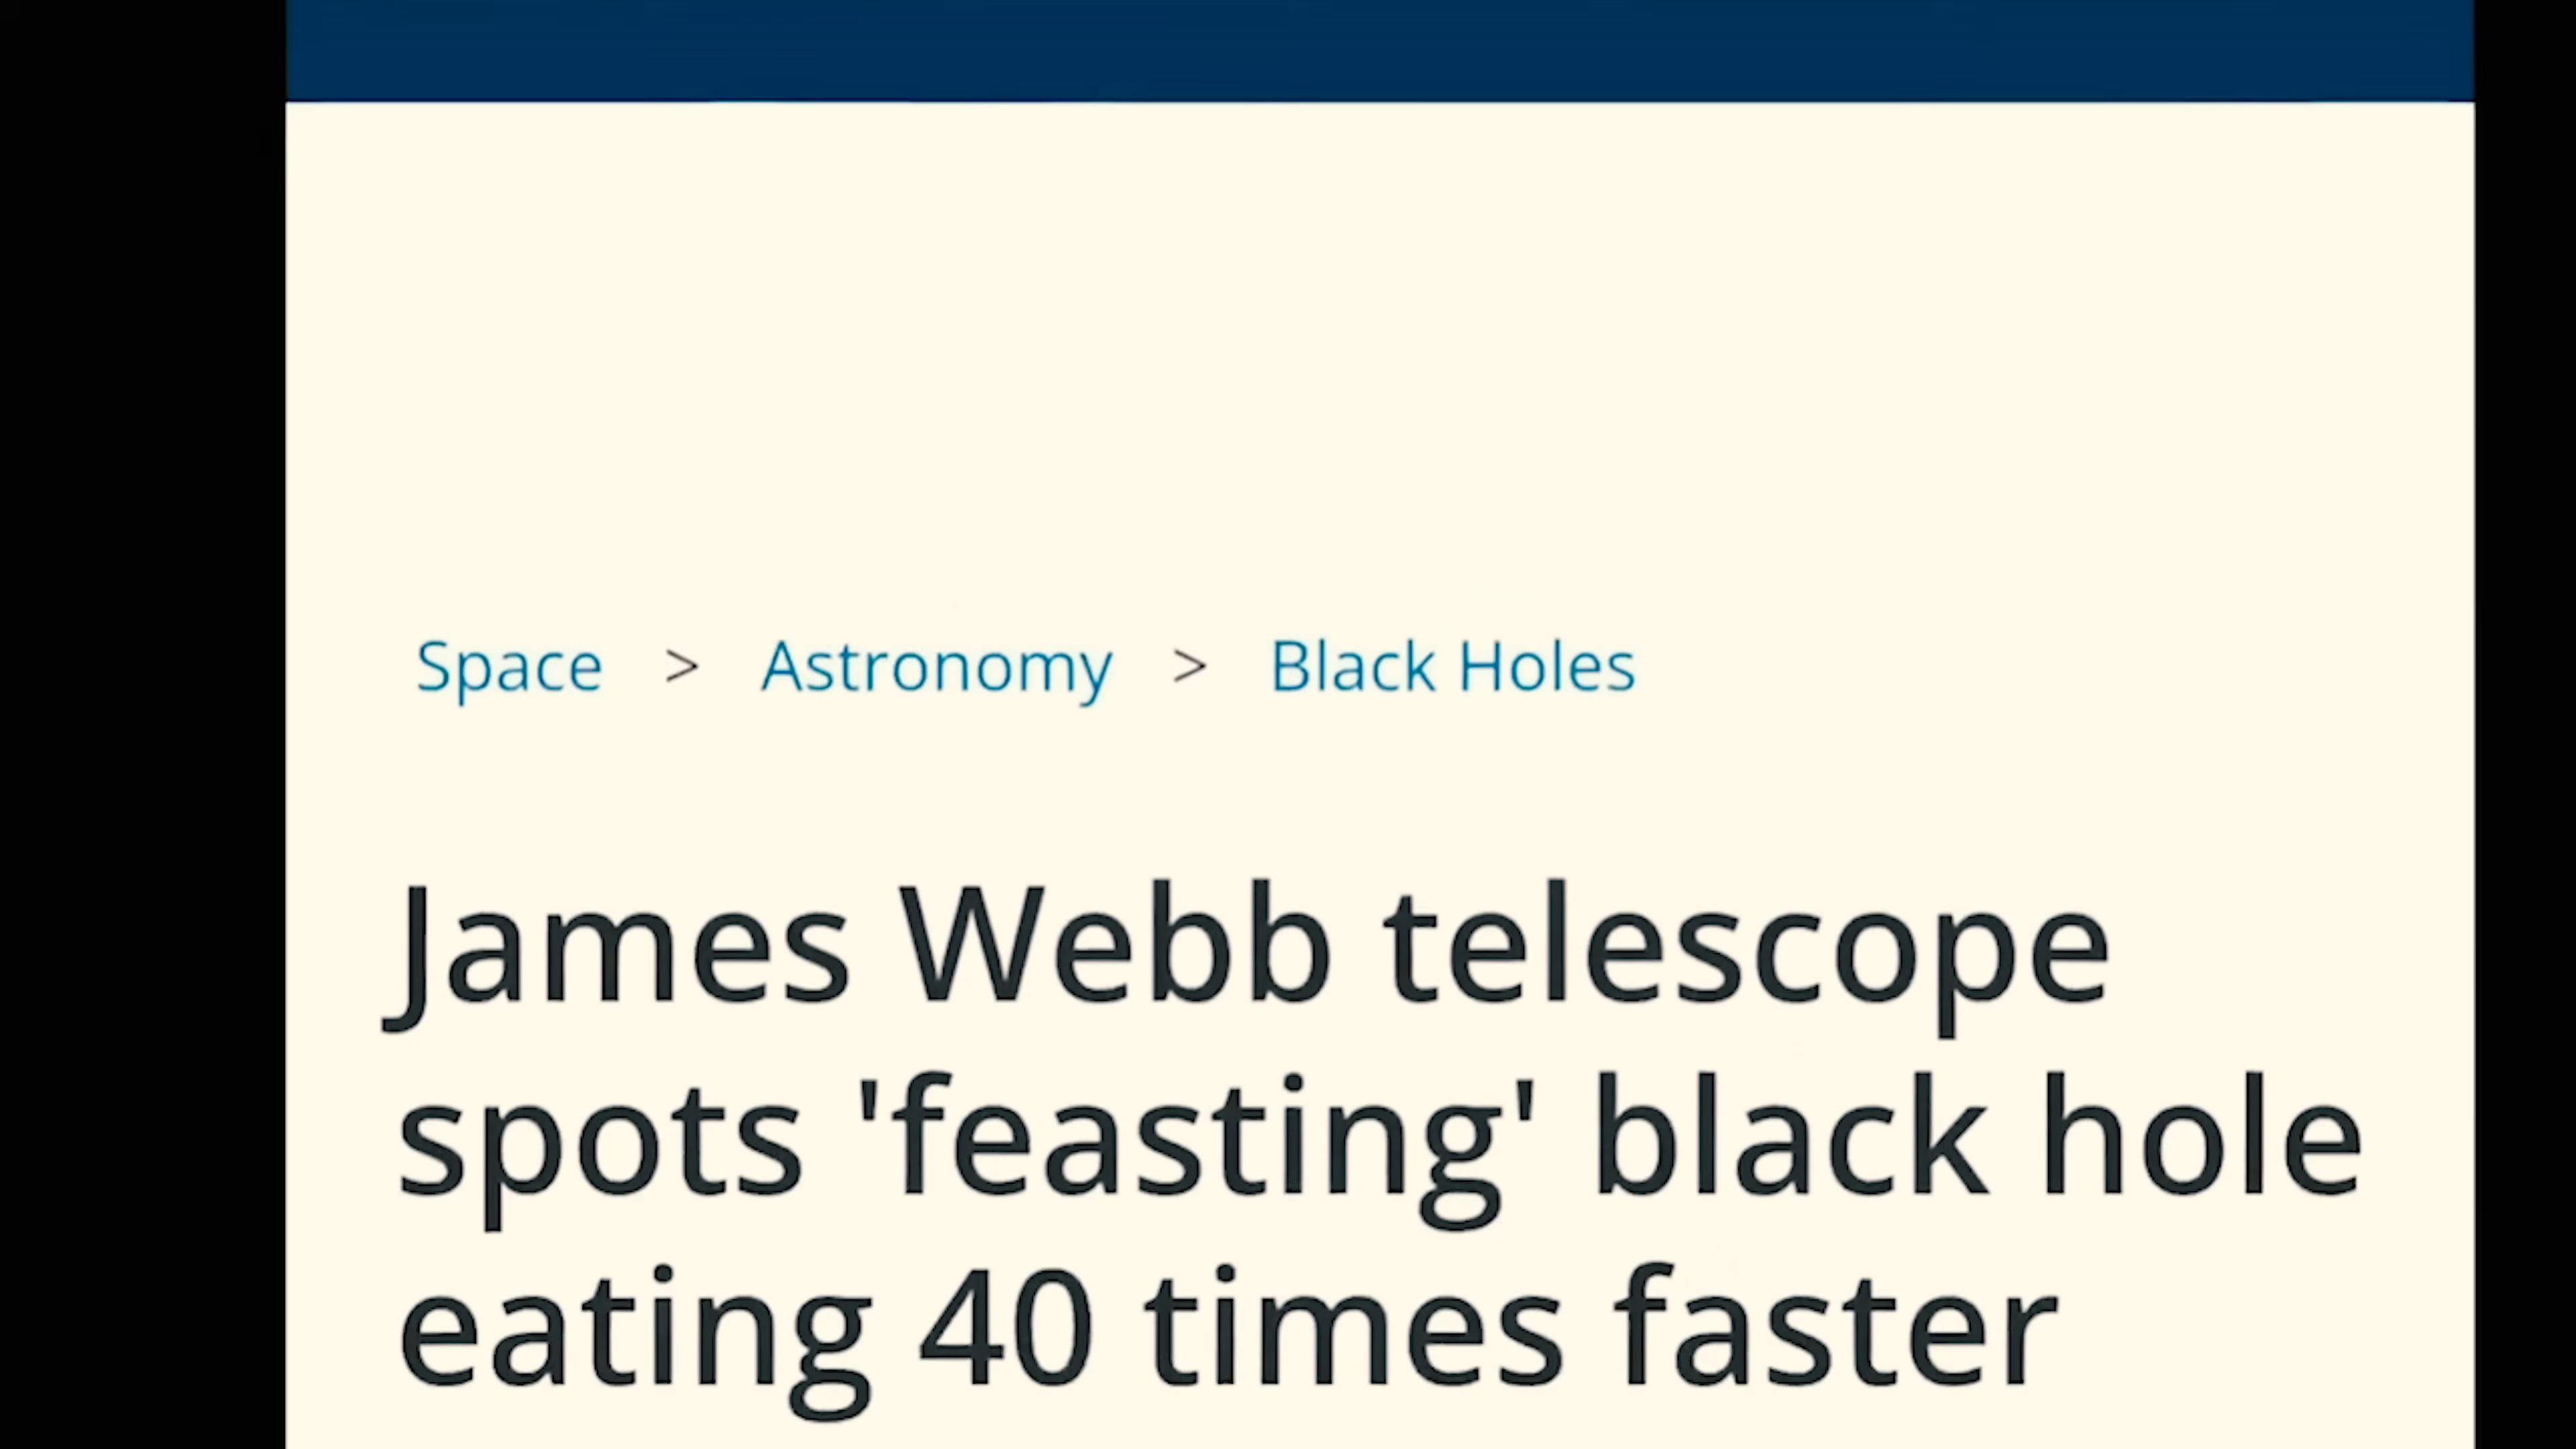 Space > Astronomy > Black Holes
James Webb telescope
spots 'feasting' black hole
eating 40 times faster